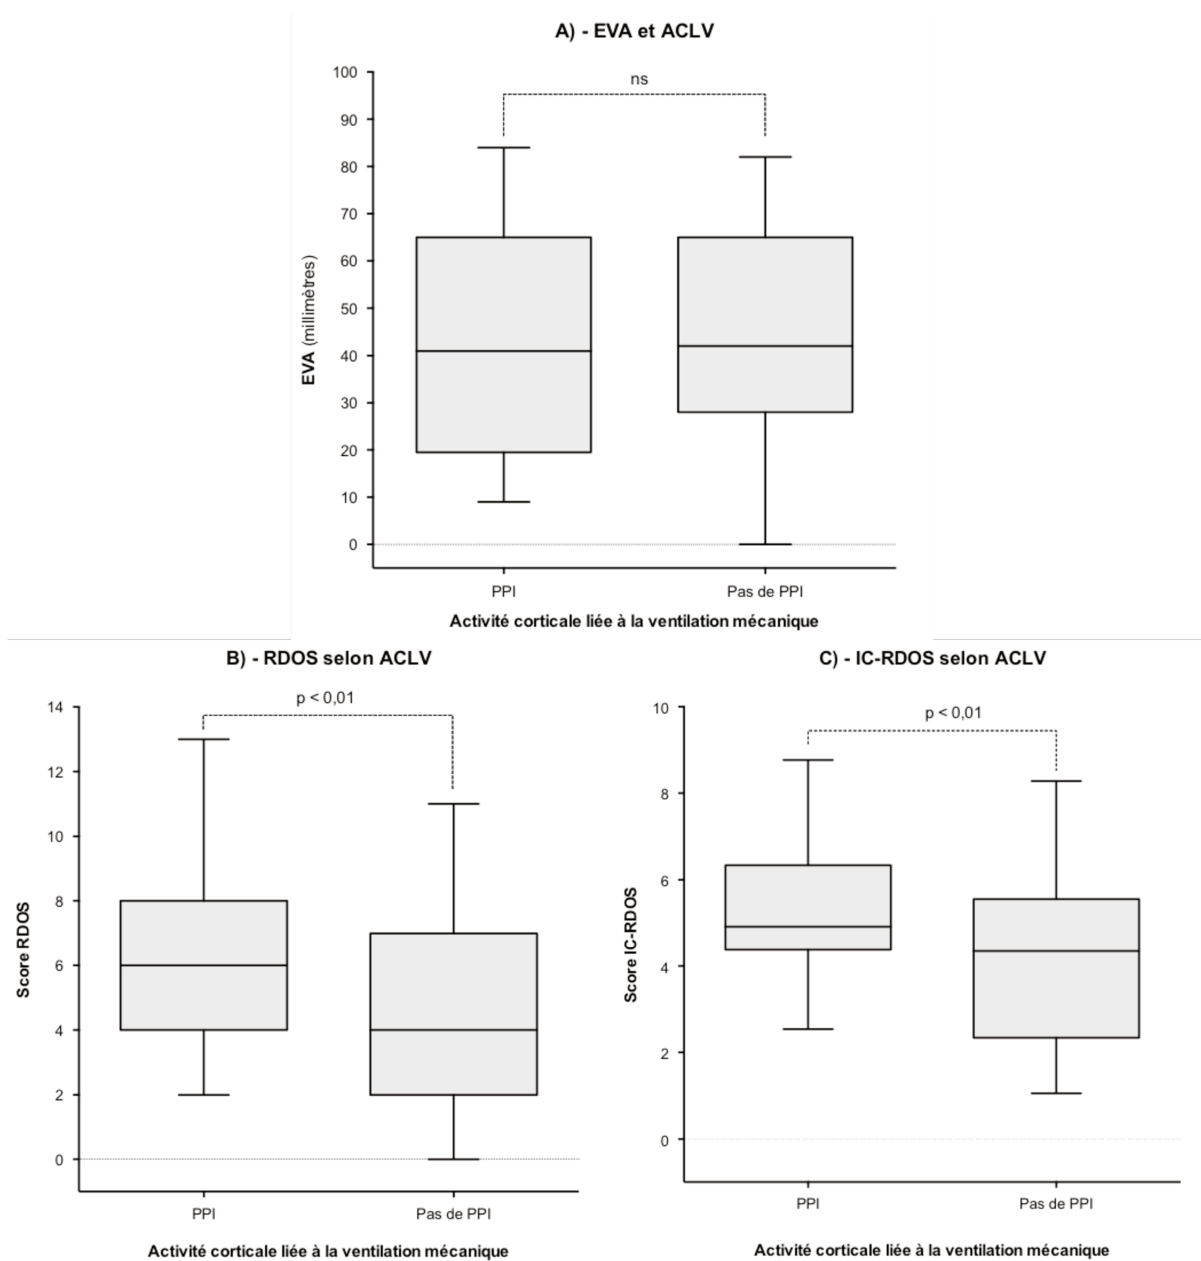 A) - EVA et ACLV
ns
100
90
80
70
60
50
40
30
20
10
0
EVA (millimètres)
PPI
Pas de PPI
Activité corticale liée à la ventilation mécanique
B) - RDOS selon ACLV
p < 0,01
14
12
10
8
6
4
2
0
Score RDOS
PPI
Pas de PPI
Activité corticale liée à la ventilation mécanique
C) - IC-RDOS selon ACLV
p < 0,01
10
8
6
4
2
0
Score IC-RDOS
PPI
Pas de PPI
Activité corticale liée à la ventilation mécanique